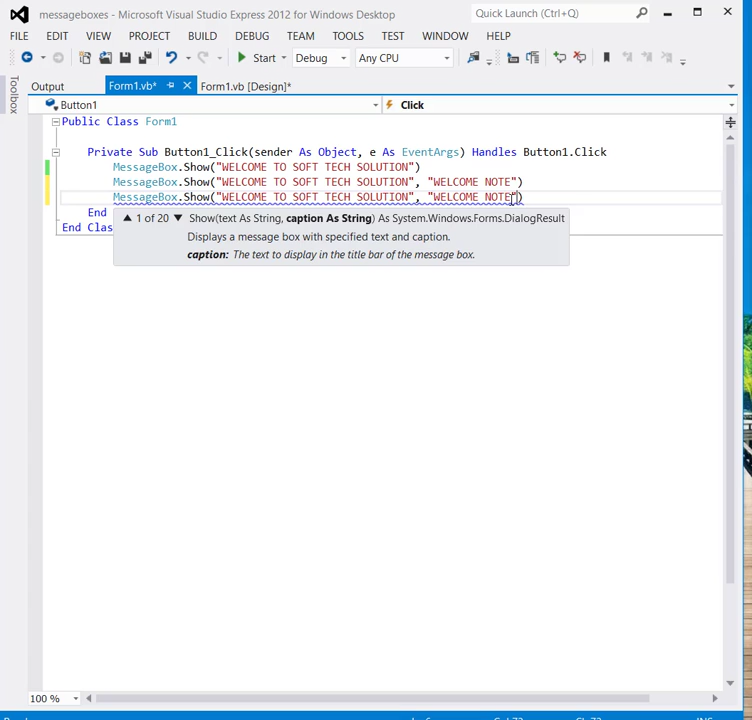 messageboxes - Microsoft Visual Studio Express 2012 for Windows Desktop
Quick Launch (Ctrl+Q)
FILE EDIT VIEW PROJECT BUILD DEBUG TEAM TOOLS TEST WINDOW HELP
Start Debug Any CPU
Toolbox
Output Form1.vb* Form1.vb [Design]*
Button1 Click
Public Class Form1
Private Sub Button1_Click(sender As Object, e As EventArgs) Handles Button1.Click
MessageBox.Show("WELCOME TO SOFT TECH SOLUTION")
MessageBox.Show("WELCOME TO SOFT TECH SOLUTION", "WELCOME NOTE")
MessageBox.Show("WELCOME TO SOFT TECH SOLUTION", "WELCOME NOTE")
End
End Clas
1 of 20 Show(text As String, caption As String) As System.Windows.Forms.DialogResult
Displays a message box with specified text and caption.
caption: The text to display in the title bar of the message box.
100 %